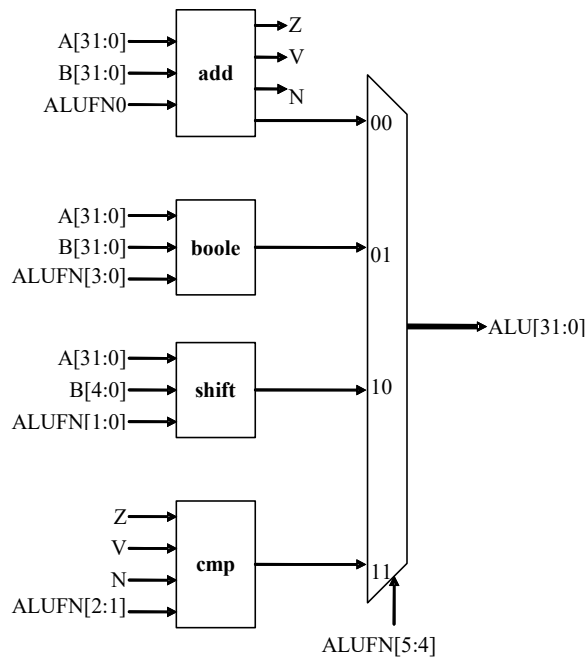 A[31:0]
B[31:0]
ALUFN0
add
Z
V
N
00
A[31:0]
B[31:0]
ALUFN[3:0]
boole
01
ALU[31:0]
A[31:0]
B[4:0]
ALUFN[1:0]
shift
10
Z
V
N
ALUFN[2:1]
cmp
11
ALUFN[5:4]